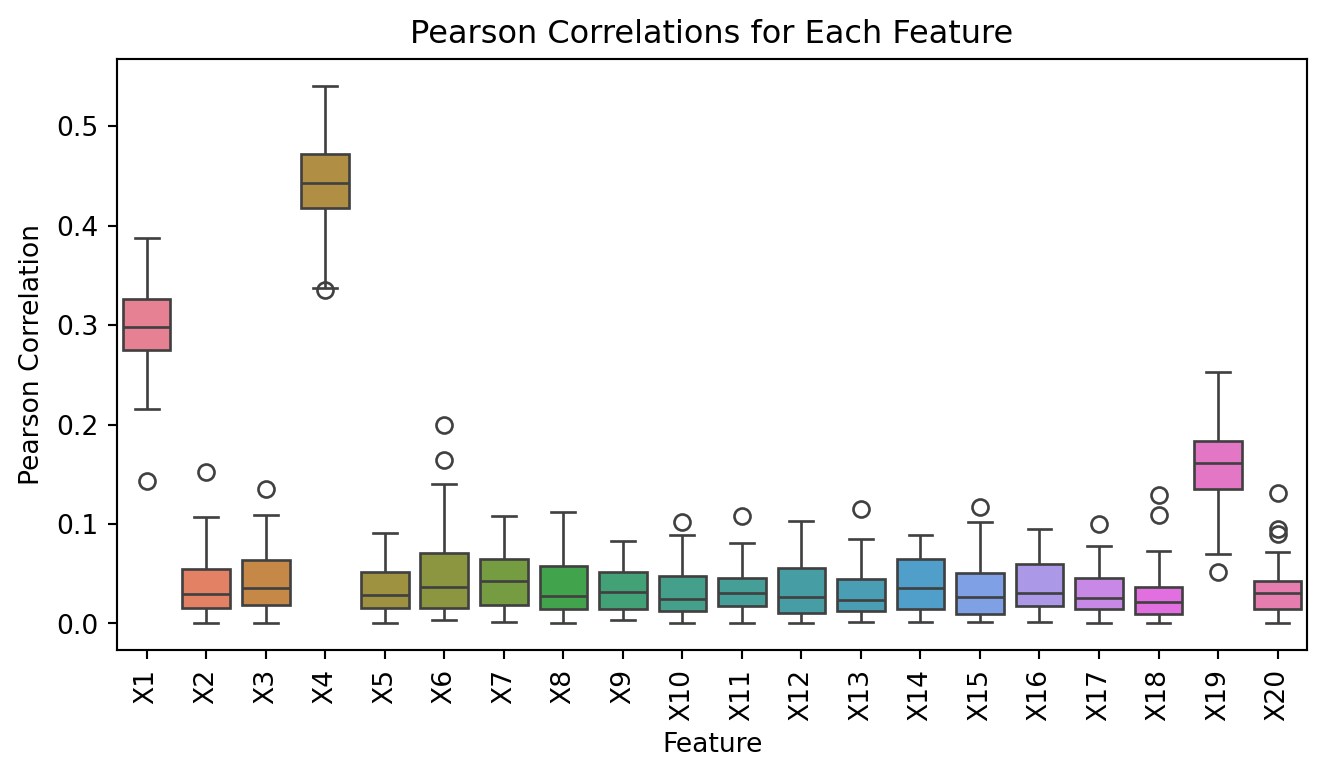 Pearson Correlations for Each Feature
Pearson Correlation
0.5
0.4
0.3
0.2
0.1
0.0
X1 X2 X3 X4 X5 X6 X7 X8 X9 X10 X11 X12 X13 X14 X15 X16 X17 X18 X19 X20
Feature